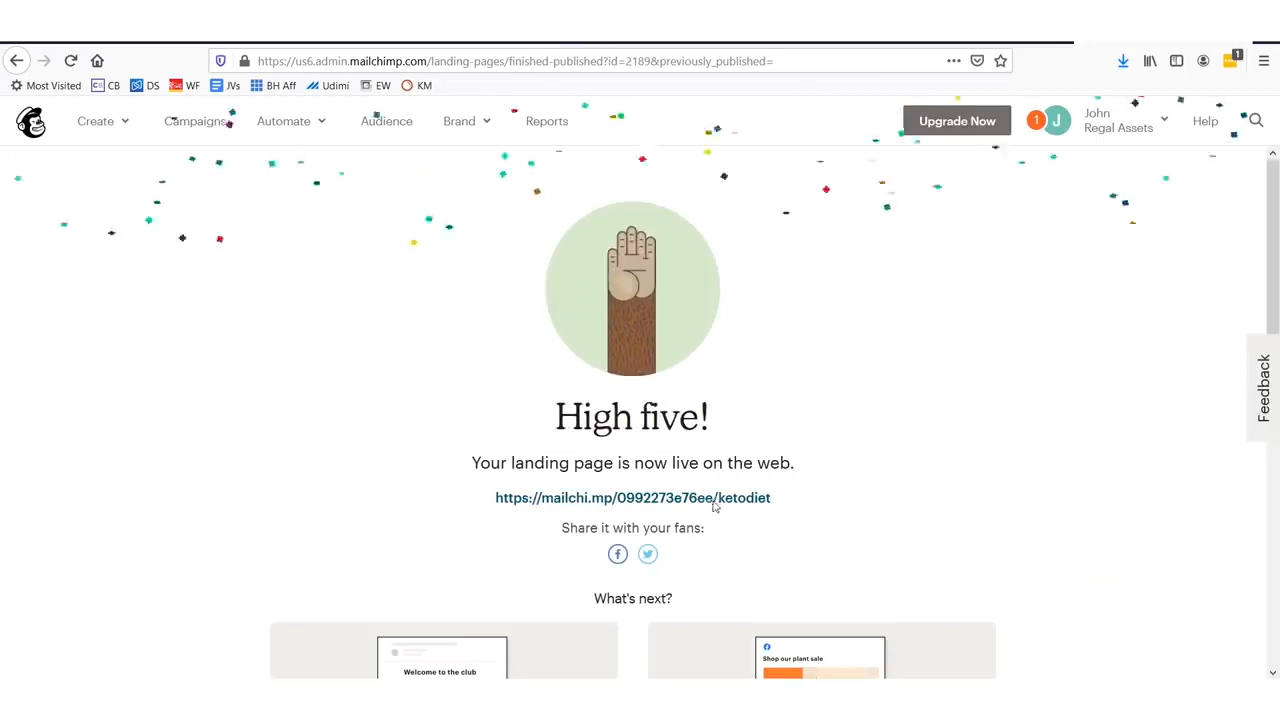 https://us6.admin.mailchimp.com/landing-pages/finished-published?id=2189&previously_published=
1
Most Visited CB DS WF JVs BH Aff Udimi EW KM
Create Campaigns Automate Audience Brand Reports Upgrade Now 1 J John Regal Assets Help
High five!
Your landing page is now live on the web.
https://mailchi.mp/0992273e76ee/ketodiet
Share it with your fans:
What's next?
Welcome to the club
Shop our plant sale
Feedback